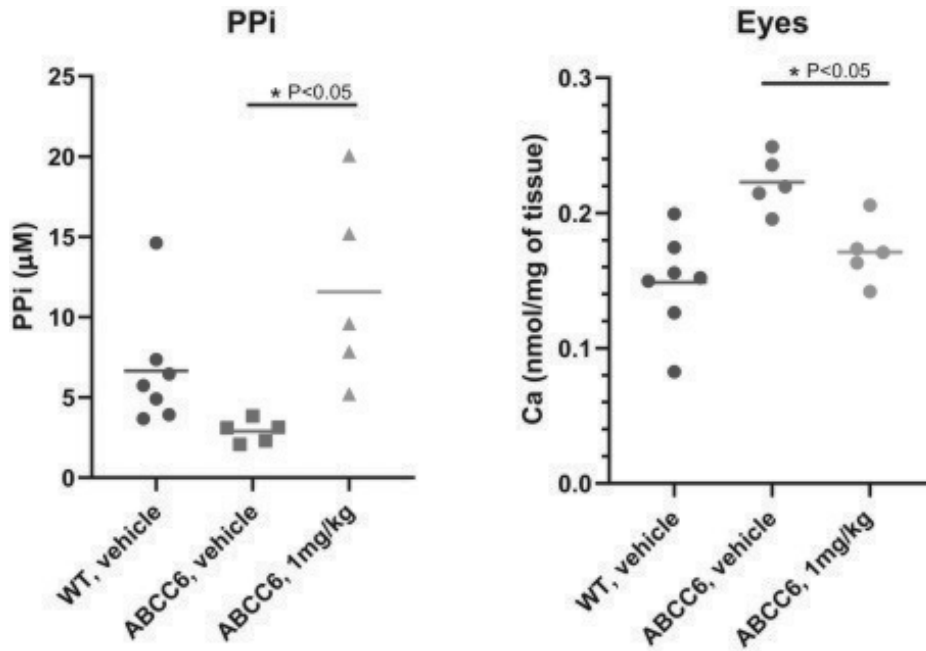 PPi
25
20
15
10
5
0
PPi (μM)
* P<0.05
WT, vehicle
ABCC6, vehicle
ABCC6, 1mg/kg
Eyes
0.3
0.2
0.1
0.0
Ca (nmol/mg of tissue)
* P<0.05
WT, vehicle
ABCC6, vehicle
ABCC6, 1mg/kg